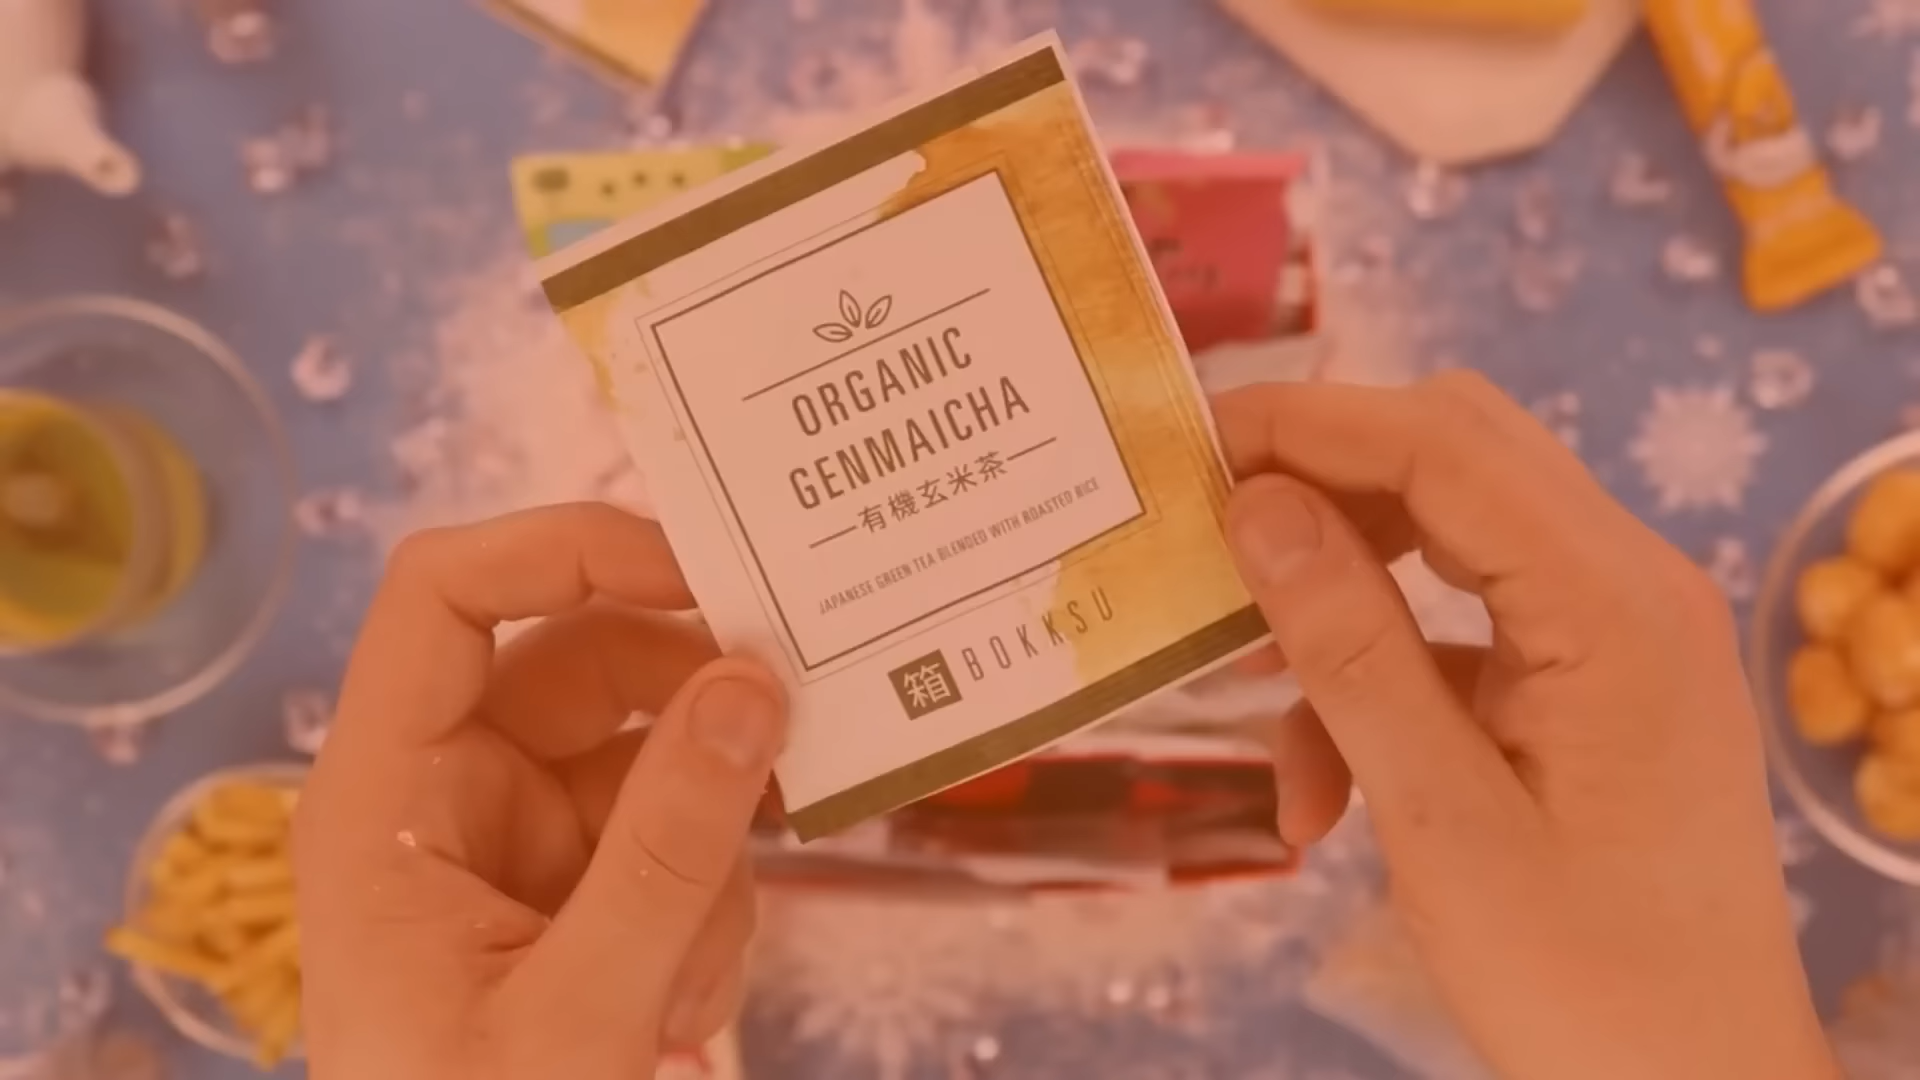 ORGANIC
GENMAICHA
有機玄米茶
JAPANESE GREEN TEA BLENDED WITH ROASTED RICE
箱 BOKKSU